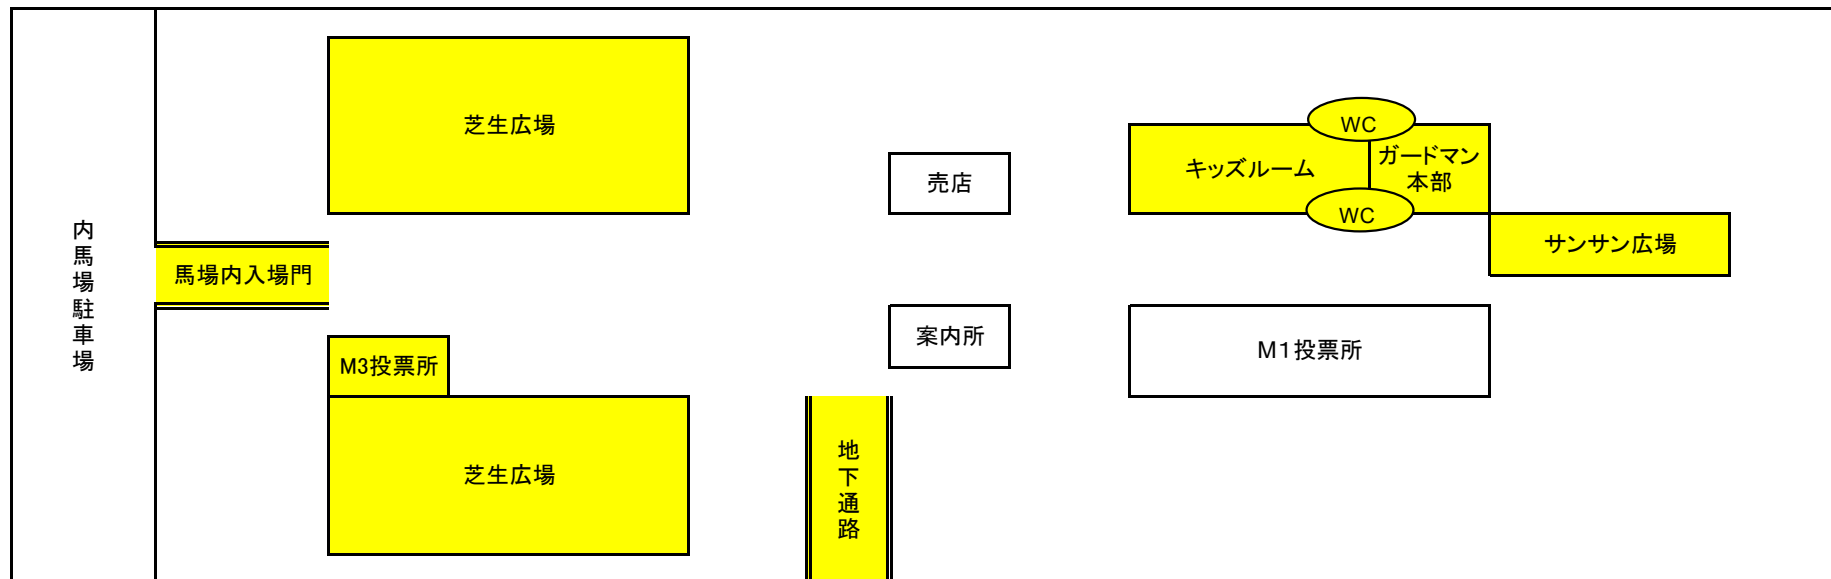 芝生広場
WC
キッズルーム
ガードマン
本部
売店
WC
内馬場駐車場
馬場内入場門
サンサン広場
案内所
M1投票所
M3投票所
芝生広場
地下通路